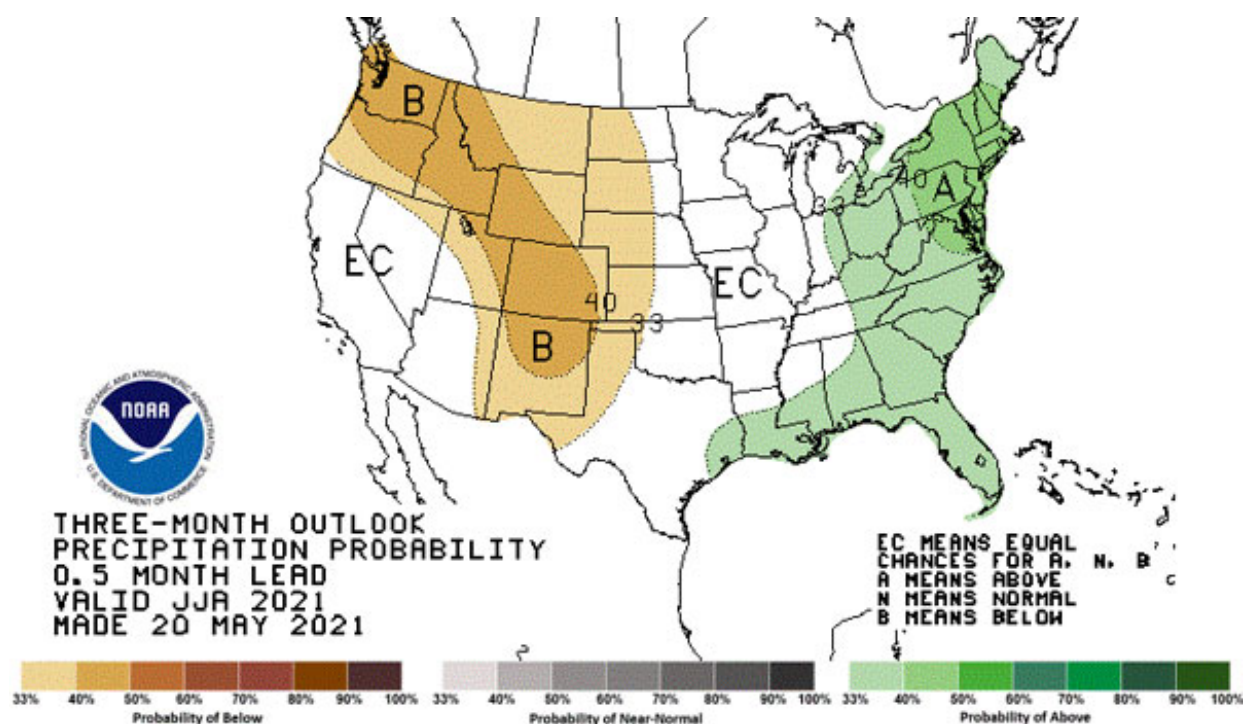 B
A
40
33
EC
EC
40
33
B
NATIONAL OCEANIC AND ATMOSPHERIC ADMINISTRATION
NOAA
U.S. DEPARTMENT OF COMMERCE
THREE-MONTH OUTLOOK
PRECIPITATION PROBABILITY
0.5 MONTH LEAD
VALID JJA 2021
MADE 20 MAY 2021
EC MEANS EQUAL
CHANCES FOR A, N, B
A MEANS ABOVE
N MEANS NORMAL
B MEANS BELOW
33% 40% 50% 60% 70% 80% 90% 100%
Probability of Below
33% 40% 50% 60% 70% 80% 90% 100%
Probability of Near-Normal
33% 40% 50% 60% 70% 80% 90% 100%
Probability of Above